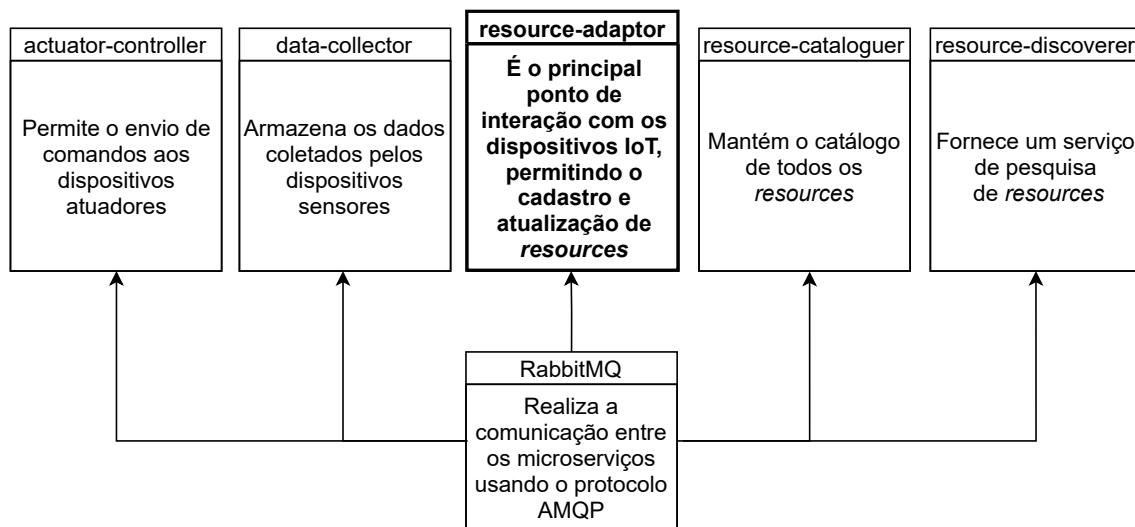 actuator-controller
Permite o envio de
comandos aos
dispositivos
atuadores
data-collector
Armazena os dados
coletados pelos
dispositivos
sensores
resource-adaptor
É o principal
ponto de
interação com os
dispositivos IoT,
permitindo o
cadastro e
atualização de
resources
resource-cataloguer
Mantém o catálogo
de todos os
resources
resource-discoverer
Fornece um serviço
de pesquisa
de resources
RabbitMQ
Realiza a
comunicação entre
os microserviços
usando o protocolo
AMQP